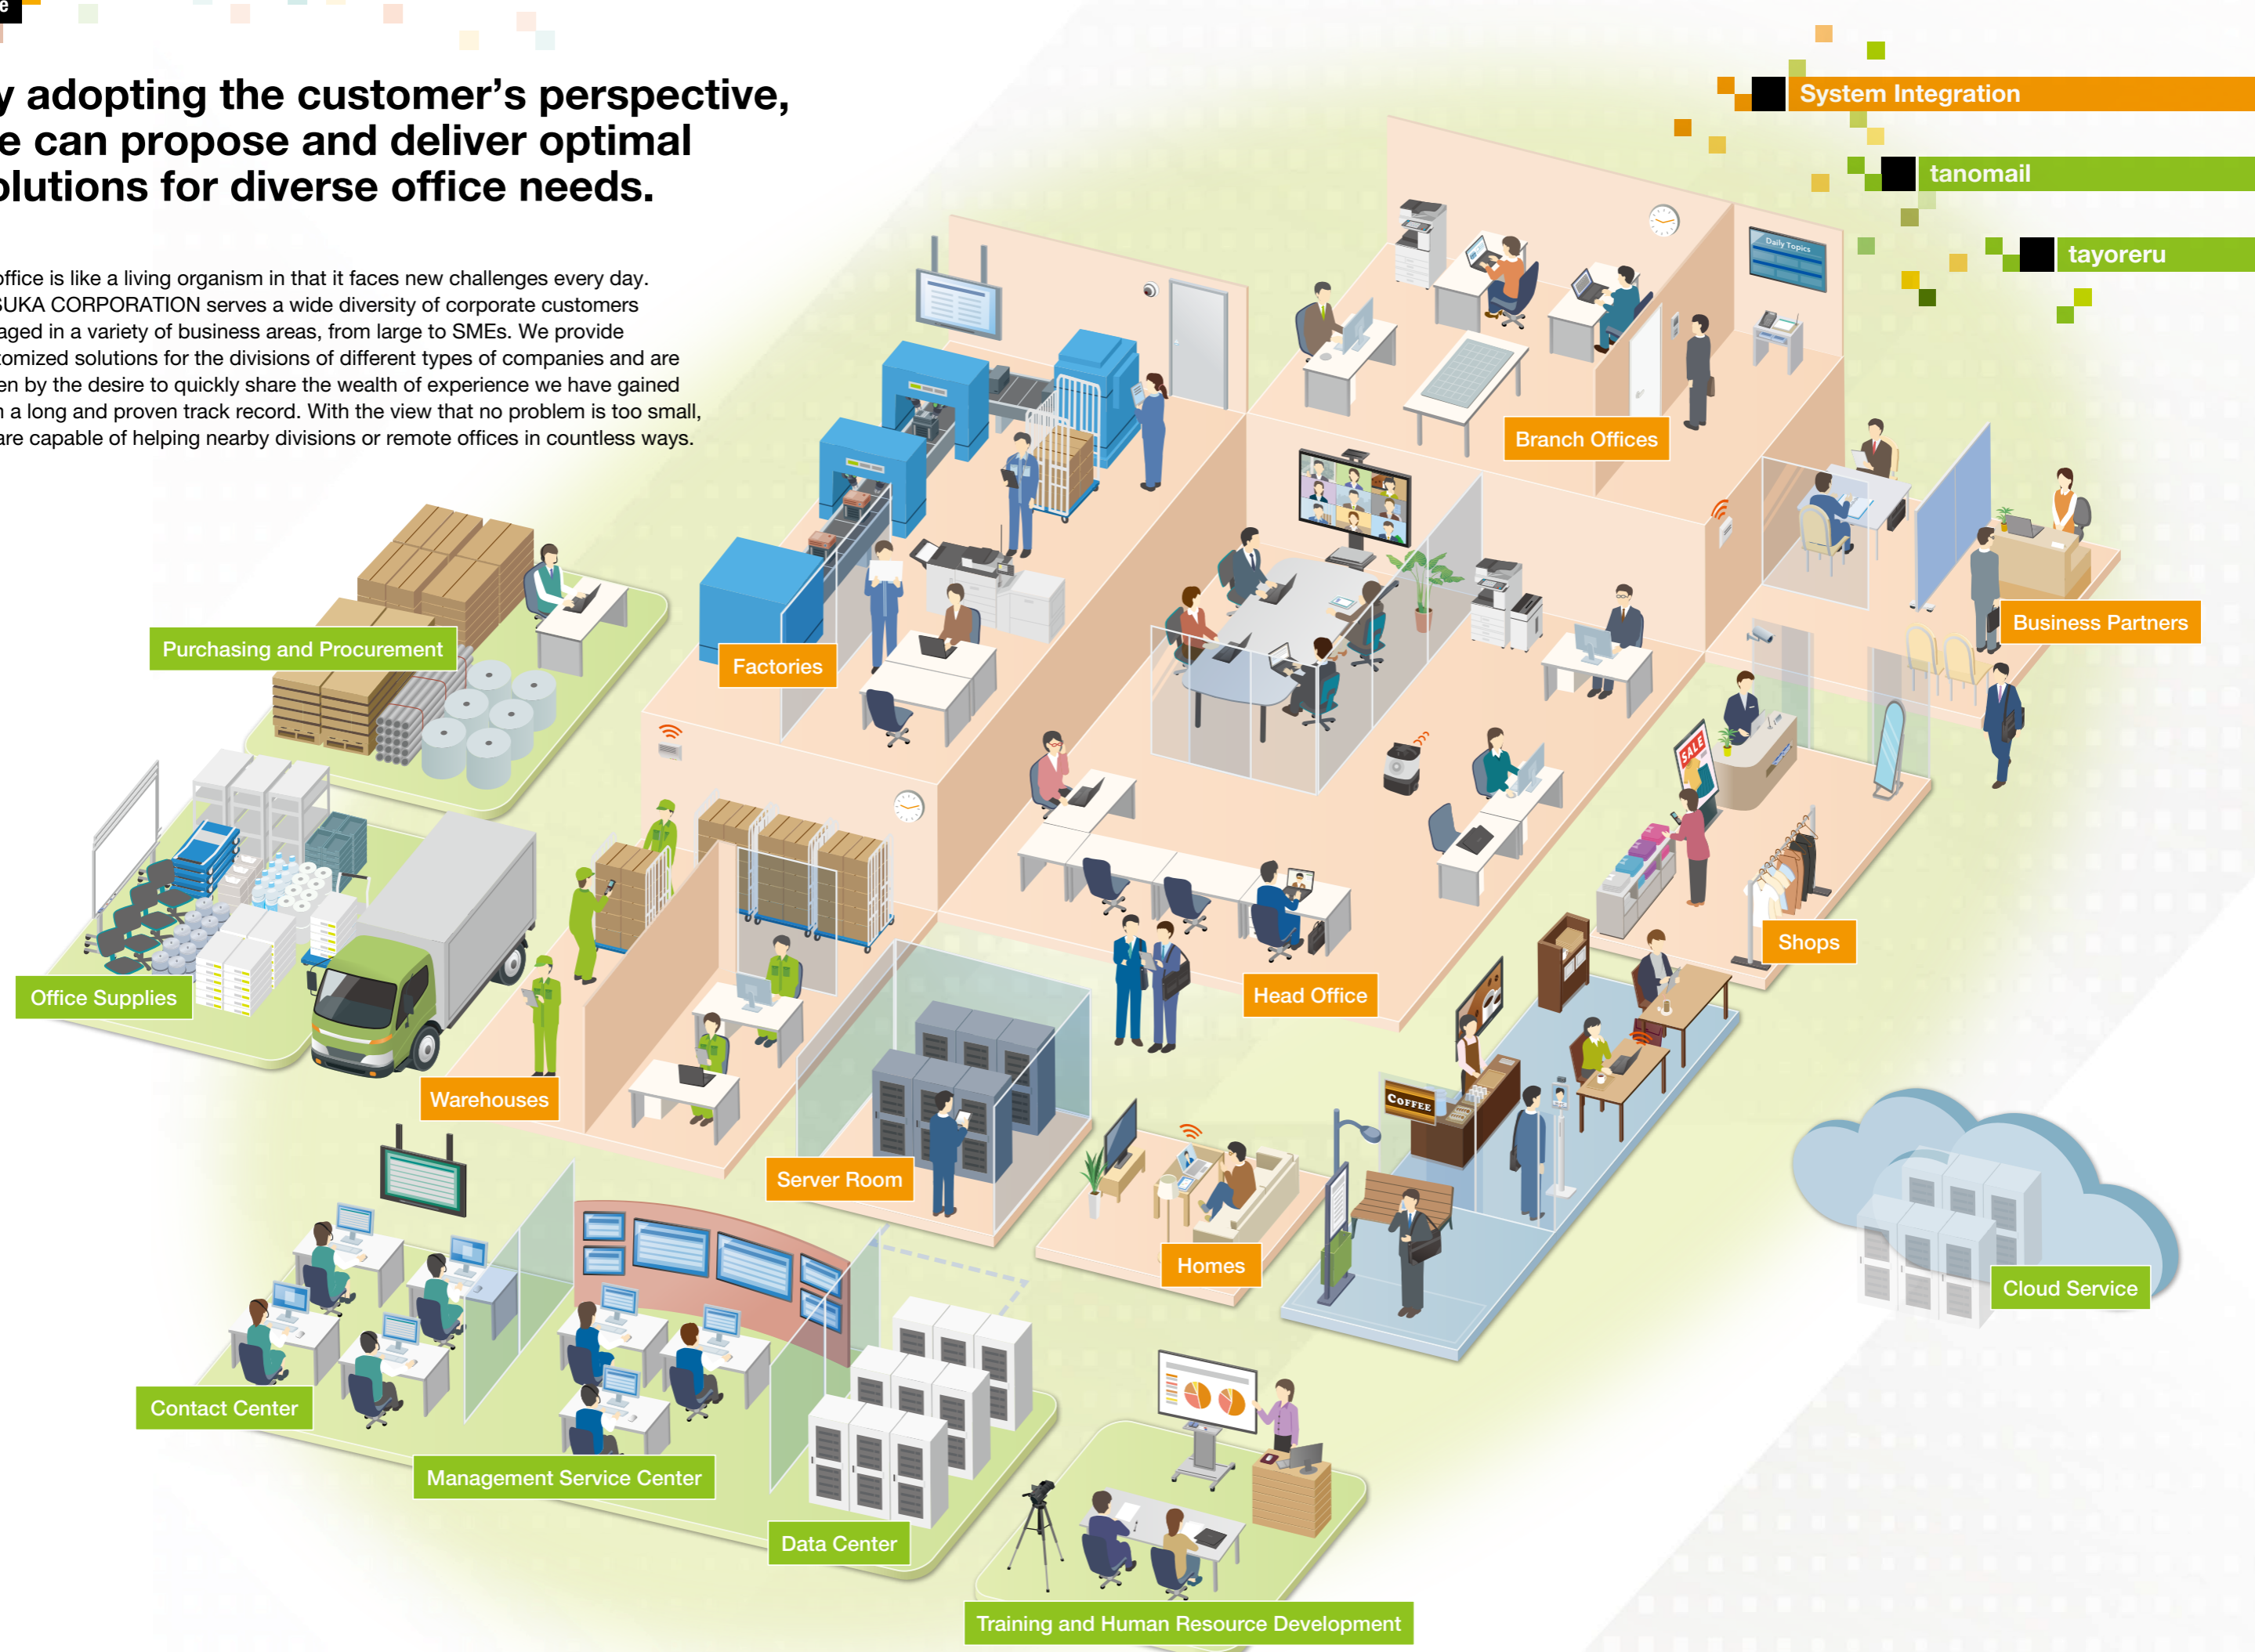 e
y adopting the customer’s perspective,
e can propose and deliver optimal
olutions for diverse office needs.
office is like a living organism in that it faces new challenges every day.
SUKA CORPORATION serves a wide diversity of corporate customers
aged in a variety of business areas, from large to SMEs. We provide
tomized solutions for the divisions of different types of companies and are
en by the desire to quickly share the wealth of experience we have gained
n a long and proven track record. With the view that no problem is too small,
are capable of helping nearby divisions or remote offices in countless ways.
System Integration
tanomail
tayoreru
Daily Topics
Branch Offices
Business Partners
Purchasing and Procurement
Factories
SALE
Shops
Office Supplies
Head Office
Warehouses
COFFEE
Server Room
Homes
Cloud Service
Contact Center
Management Service Center
Data Center
Training and Human Resource Development